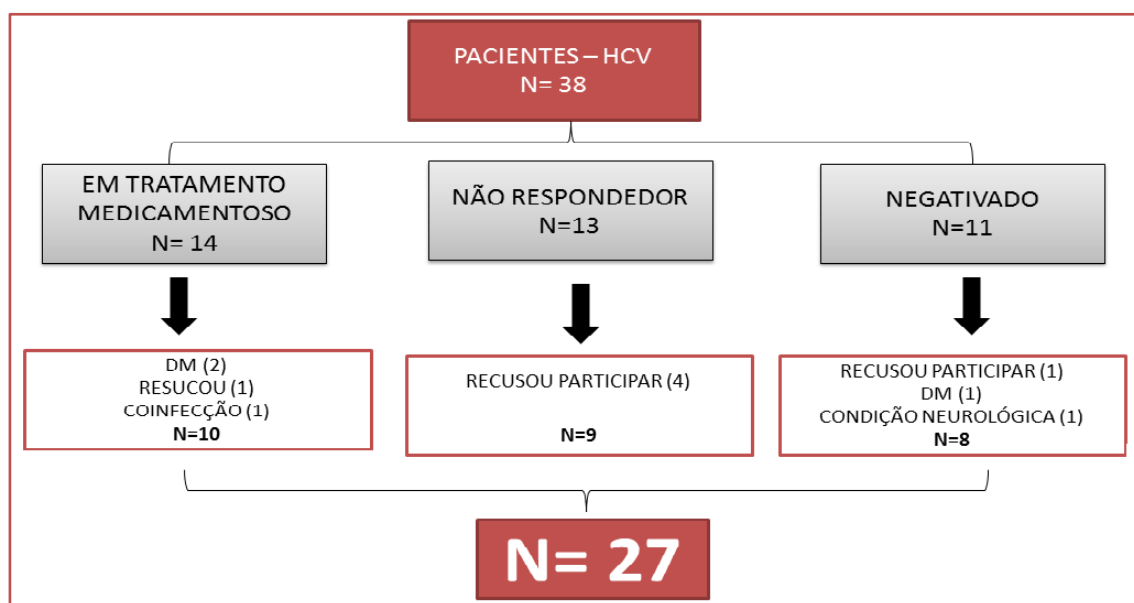 PACIENTES – HCV
N= 38
EM TRATAMENTO
MEDICAMENTOSO
N= 14
NÃO RESPONDEDOR
N=13
NEGATIVADO
N=11
DM (2)
RESUCOU (1)
COINFECÇÃO (1)
N=10
RECUSOU PARTICIPAR (4)
N=9
RECUSOU PARTICIPAR (1)
DM (1)
CONDIÇÃO NEUROLÓGICA (1)
N=8
N= 27